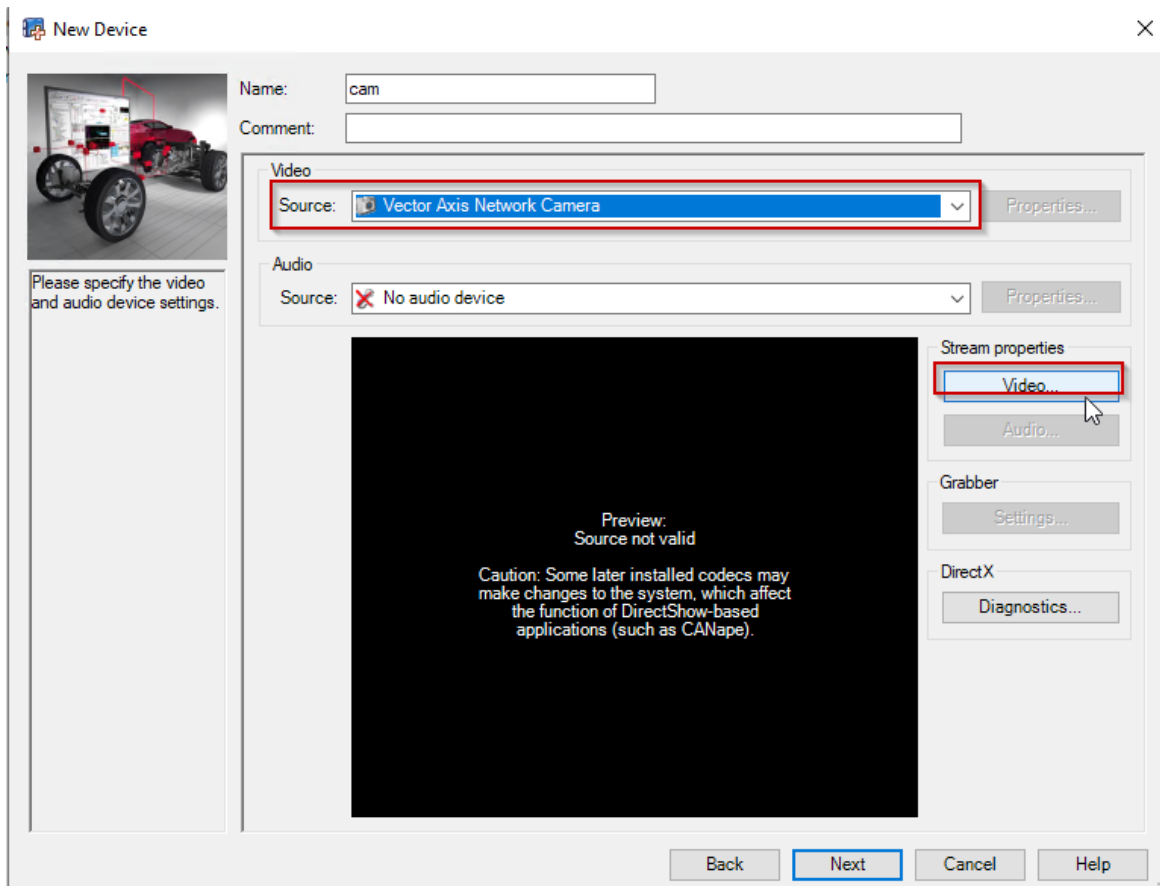 New Device
Name: cam
Comment:
Video
Source: Vector Axis Network Camera Properties...
Audio
Source: No audio device Properties...
Please specify the video
and audio device settings.
Stream properties
Video...
Audio...
Preview:
Source not valid
Caution: Some later installed codecs may
make changes to the system, which affect
the function of DirectShow-based
applications (such as CANape).
Grabber
Settings...
DirectX
Diagnostics...
Back Next Cancel Help